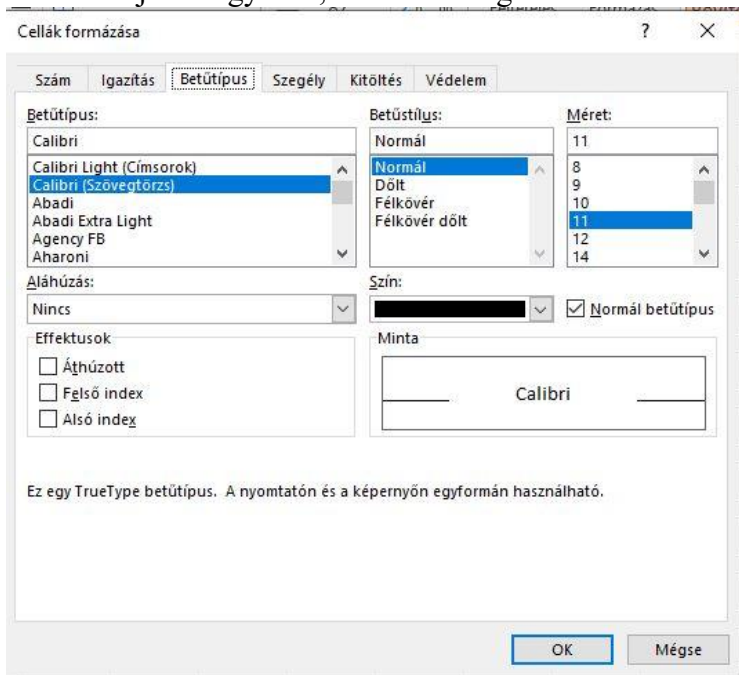 Cellák formázása ? ×
Szám Igazítás Betűtípus Szegély Kitöltés Védelem
Betűtípus: Betűstílus: Méret:
Calibri Normál 11
Calibri Light (Címsorok) Normál 8
Calibri (Szövegtörzs) Dőlt 9
Abadi Félkövér 10
Abadi Extra Light Félkövér dőlt 11
Agency FB 12
Aharoni 14
Aláhúzás: Szín:
Nincs Normál betűtípus
Effektusok Minta
Áthúzott
Felső index Calibri
Alsó index
Ez egy TrueType betűtípus. A nyomtatón és a képernyőn egyformán használható.
OK Mégse